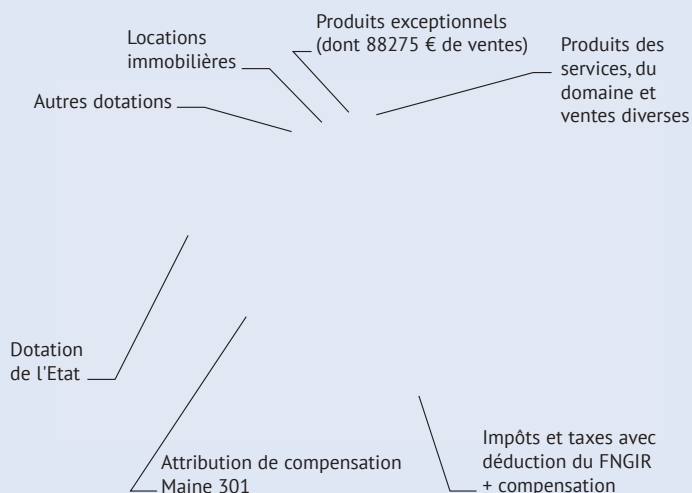 Produits exceptionnels
(dont 88275 € de ventes)
Locations
immobilières
Produits des
services, du
domaine et
ventes diverses
Autres dotations
Dotation
de l'Etat
Attribution de compensation
Maine 301
Impôts et taxes avec
déduction du FNGIR
+ compensation